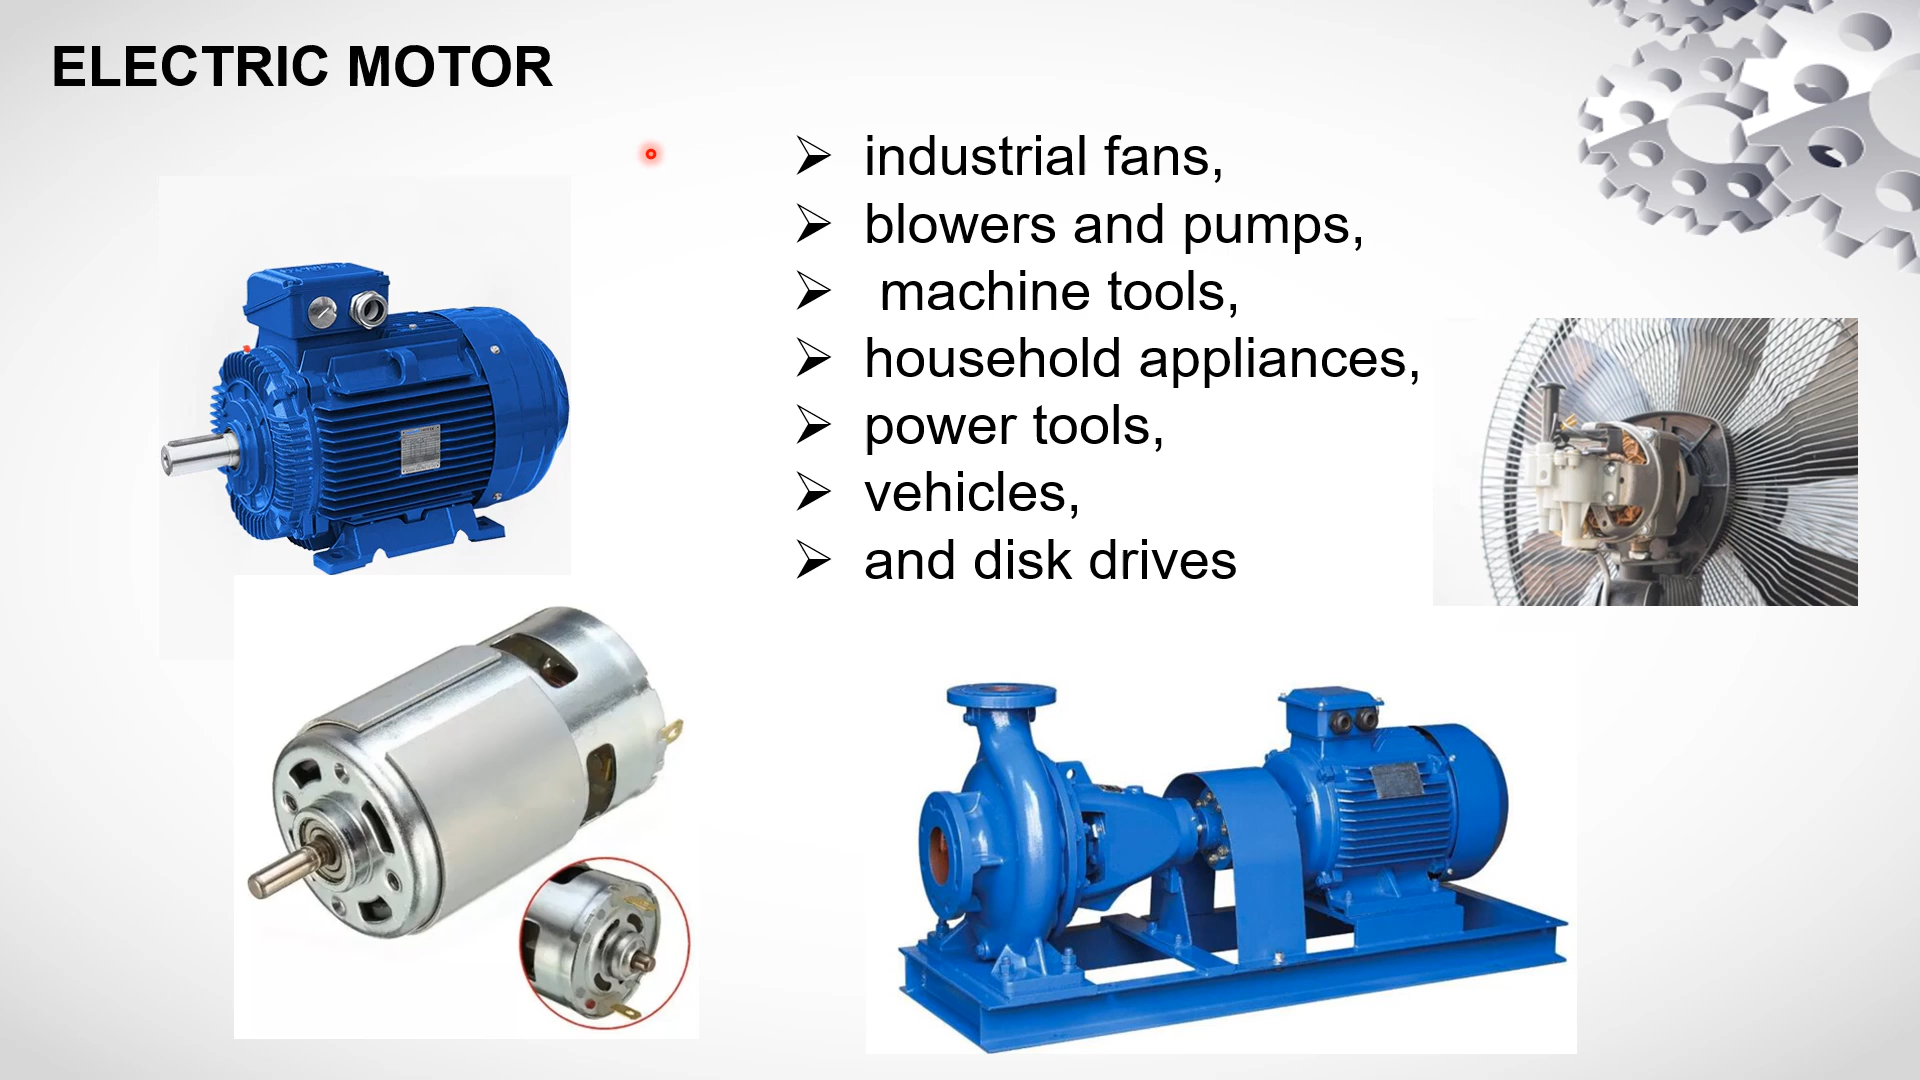 ELECTRIC MOTOR
➢ industrial fans,
➢ blowers and pumps,
➢ machine tools,
➢ household appliances,
➢ power tools,
➢ vehicles,
➢ and disk drives